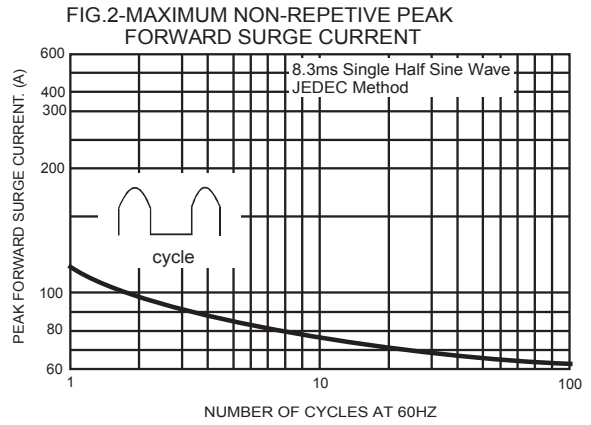 FIG.2-MAXIMUM NON-REPETIVE PEAK
FORWARD SURGE CURRENT
8.3ms Single Half Sine Wave
JEDEC Method
PEAK FORWARD SURGE CURRENT. (A)
600
400
300
200
100
80
60
cycle
1
10
100
NUMBER OF CYCLES AT 60HZ